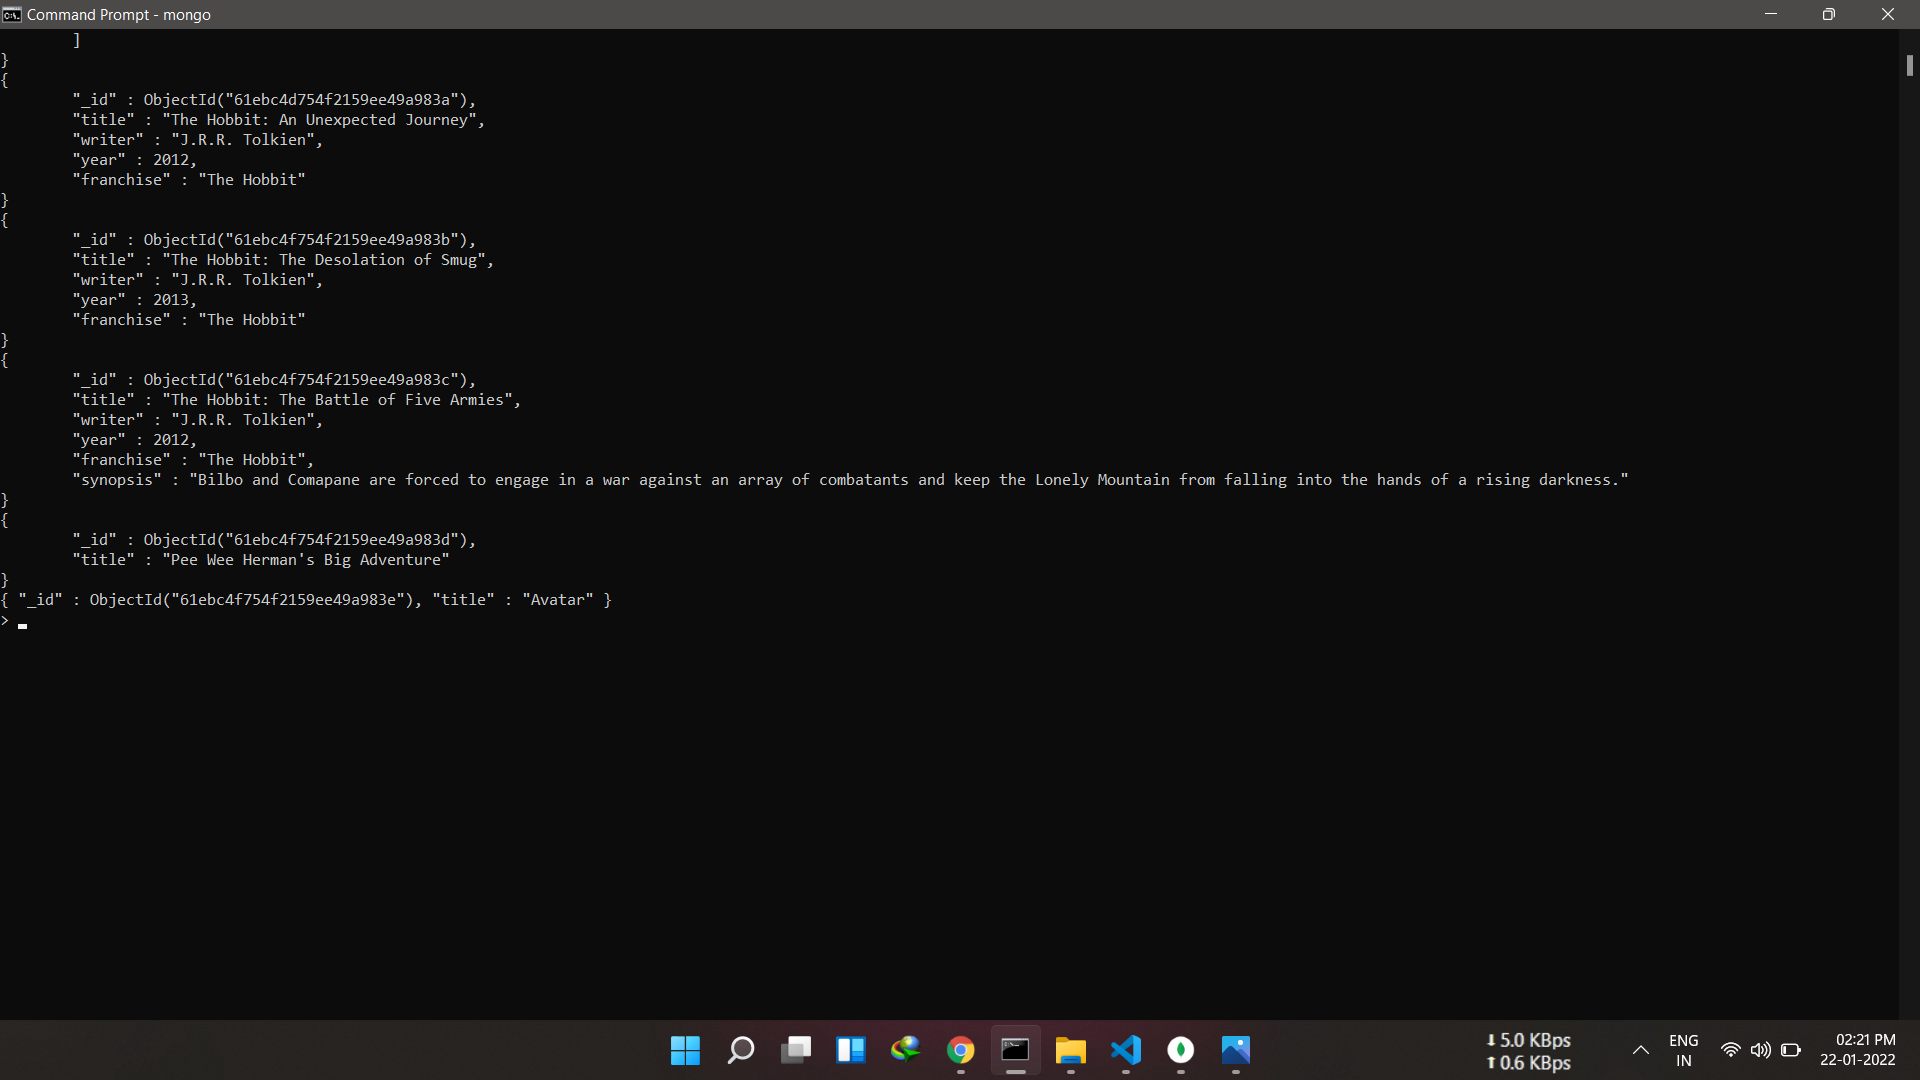 Command Prompt - mongo
        ]
}
{
        "_id" : ObjectId("61ebc4d754f2159ee49a983a"),
        "title" : "The Hobbit: An Unexpected Journey",
        "writer" : "J.R.R. Tolkien",
        "year" : 2012,
        "franchise" : "The Hobbit"
}
{
        "_id" : ObjectId("61ebc4f754f2159ee49a983b"),
        "title" : "The Hobbit: The Desolation of Smug",
        "writer" : "J.R.R. Tolkien",
        "year" : 2013,
        "franchise" : "The Hobbit"
}
{
        "_id" : ObjectId("61ebc4f754f2159ee49a983c"),
        "title" : "The Hobbit: The Battle of Five Armies",
        "writer" : "J.R.R. Tolkien",
        "year" : 2012,
        "franchise" : "The Hobbit",
        "synopsis" : "Bilbo and Comapane are forced to engage in a war against an array of combatants and keep the Lonely Mountain from falling into the hands of a rising darkness."
}
{
        "_id" : ObjectId("61ebc4f754f2159ee49a983d"),
        "title" : "Pee Wee Herman's Big Adventure"
}
{ "_id" : ObjectId("61ebc4f754f2159ee49a983e"), "title" : "Avatar" }
>
5.0 KBps
0.6 KBps
ENG
IN
02:21 PM
22-01-2022